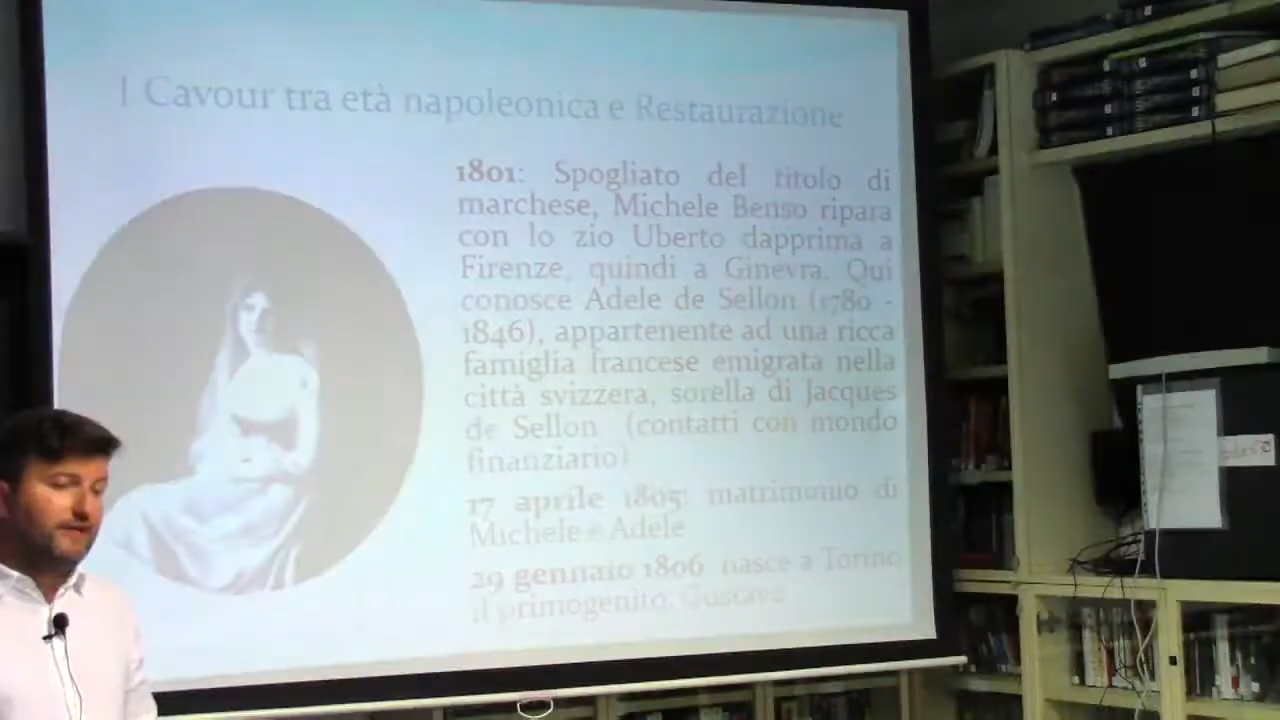 I Cavour tra età napoleonica e Restaurazione
1801: Spogliato del titolo di
marchese, Michele Benso ripara
con lo zio Uberto dapprima a
Firenze, quindi a Ginevra. Qui
conosce Adele de Sellon (1780 -
1846), appartenente ad una ricca
famiglia francese emigrata nella
città svizzera, sorella di Jacques
de Sellon (contatti con mondo
finanziario)
17 aprile 1805: matrimonio di
Michele e Adele
29 gennaio 1806 nasce a Torino
il primogenito, Gustavo